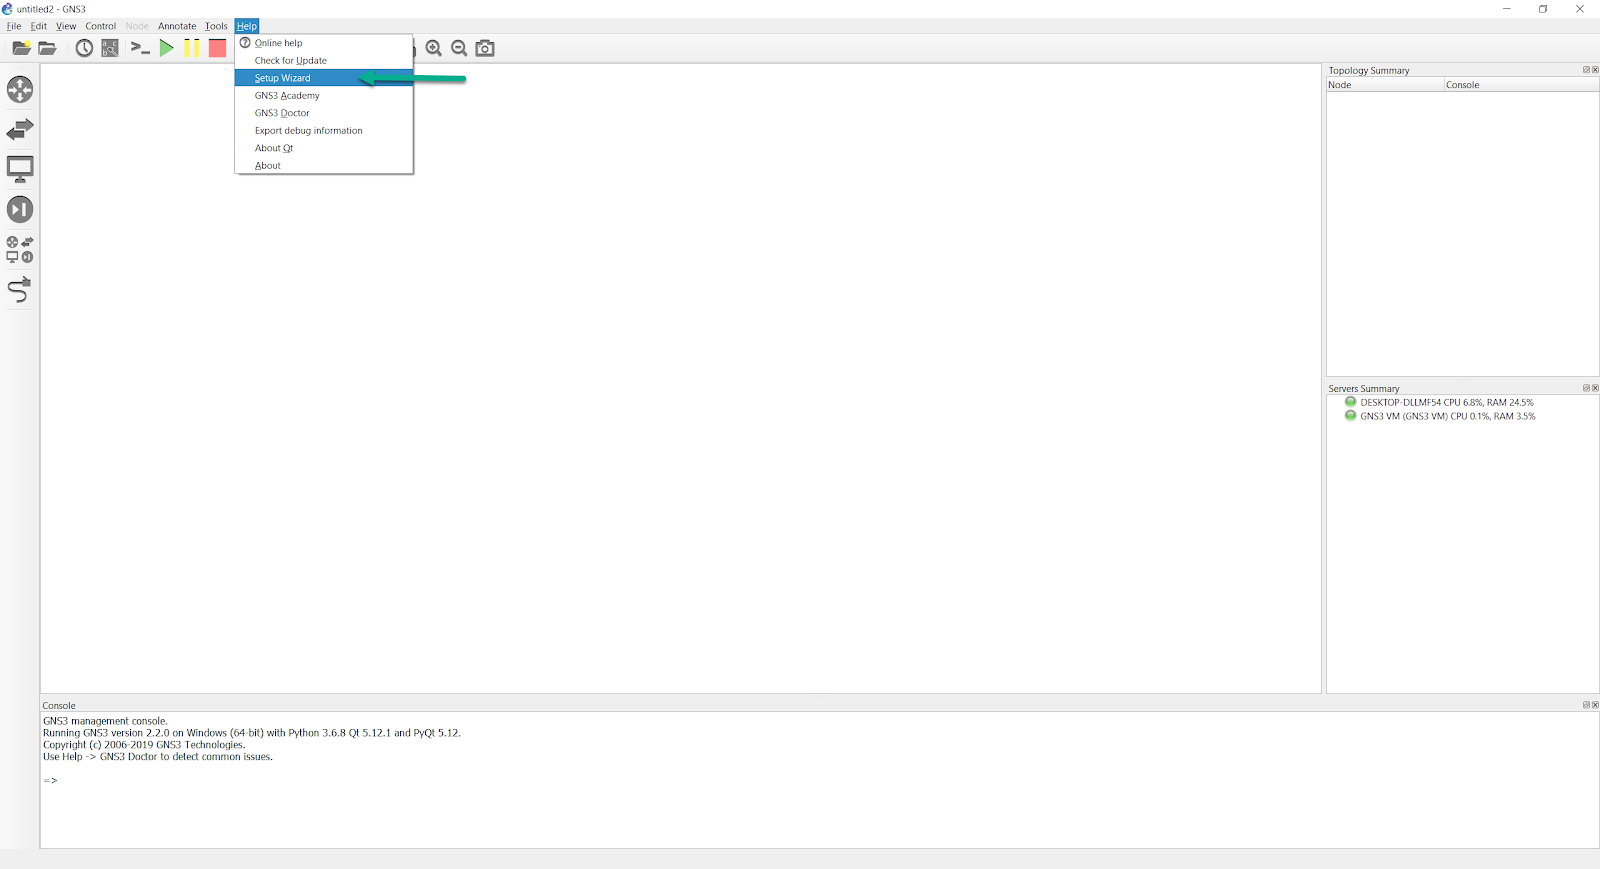 untitled2 - GNS3
File Edit View Control Node Annotate Tools Help
Online help
Check for Update
Setup Wizard
GNS3 Academy
GNS3 Doctor
Export debug information
About Qt
About
Topology Summary
Node Console
Servers Summary
DESKTOP-DLLMF54 CPU 6.8%, RAM 24.5%
GNS3 VM (GNS3 VM) CPU 0.1%, RAM 3.5%
Console
GNS3 management console.
Running GNS3 version 2.2.0 on Windows (64-bit) with Python 3.6.8 Qt 5.12.1 and PyQt 5.12.
Copyright (c) 2006-2019 GNS3 Technologies.
Use Help -> GNS3 Doctor to detect common issues.
=>